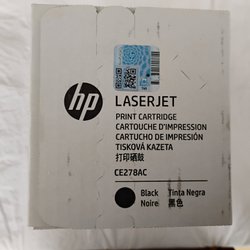 hp
LASERJET
PRINT CARTRIDGE
CARTOUCHE D'IMPRESSION
CARTUCHO DE IMPRESIÓN
TISKOVÁ KAZETA
打印硒鼓
CE278AC
Black Tinta Negra
Noire 黑色